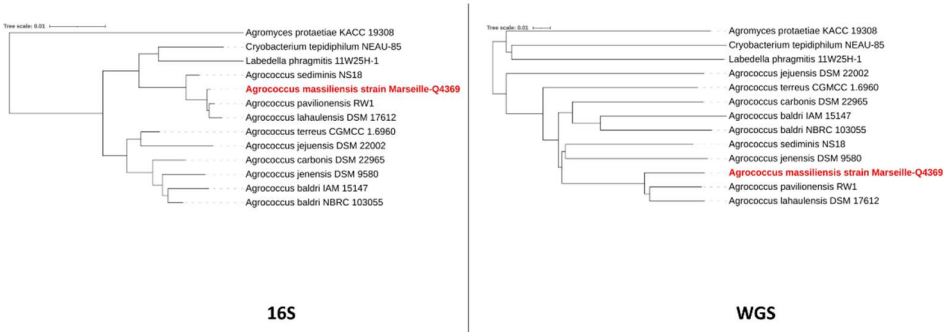 Tree scale: 0.01
Agromyces protaetiae KACC 19308
Cryobacterium tepidiphilum NEAU-85
Labedella phragmitis 11W25H-1
Agrococcus sediminis NS18
Agrococcus massiliensis strain Marseille-Q4369
Agrococcus pavilionensis RW1
Agrococcus lahaulensis DSM 17612
Agrococcus terreus CGMCC 1.6960
Agrococcus jejuensis DSM 22002
Agrococcus carbonis DSM 22965
Agrococcus jenensis DSM 9580
Agrococcus baldri IAM 15147
Agrococcus baldri NBRC 103055
16S
Tree scale: 0.01
Agromyces protaetiae KACC 19308
Cryobacterium tepidiphilum NEAU-85
Labedella phragmitis 11W25H-1
Agrococcus jejuensis DSM 22002
Agrococcus terreus CGMCC 1.6960
Agrococcus carbonis DSM 22965
Agrococcus baldri IAM 15147
Agrococcus baldri NBRC 103055
Agrococcus sediminis NS18
Agrococcus jenensis DSM 9580
Agrococcus massiliensis strain Marseille-Q4369
Agrococcus pavilionensis RW1
Agrococcus lahaulensis DSM 17612
WGS